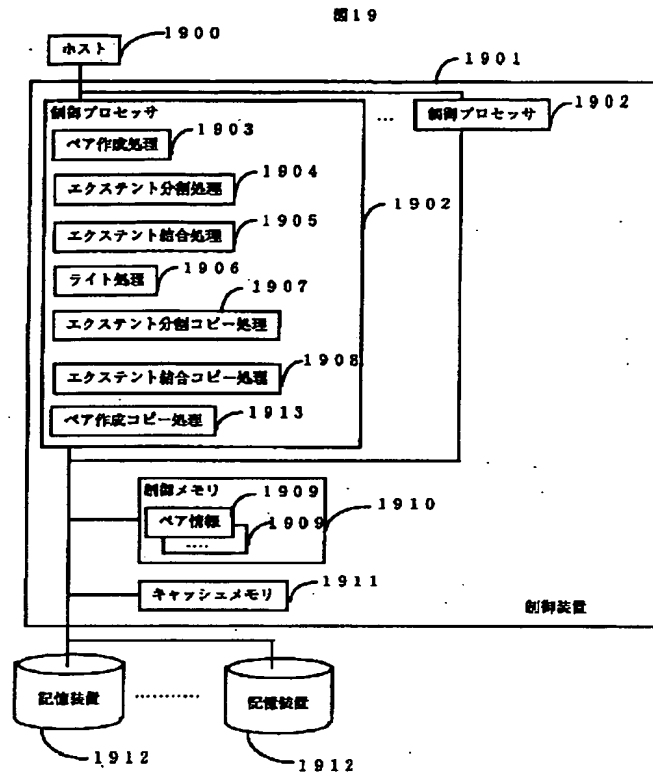 図19
ホスト
1900
1901
制御プロセッサ
1903
ペア作成処理
1904
エクステント分割処理
1905
エクステント結合処理
1906
ライト処理
1907
エクステント分割コピー処理
1908
エクステント結合コピー処理
1913
ペア作成コピー処理
1902
...
制御プロセッサ
1902
制御メモリ
1909
ペア情報
1909
....
1910
キャッシュメモリ
1911
制御装置
記憶装置
..........
記憶装置
1912
1912